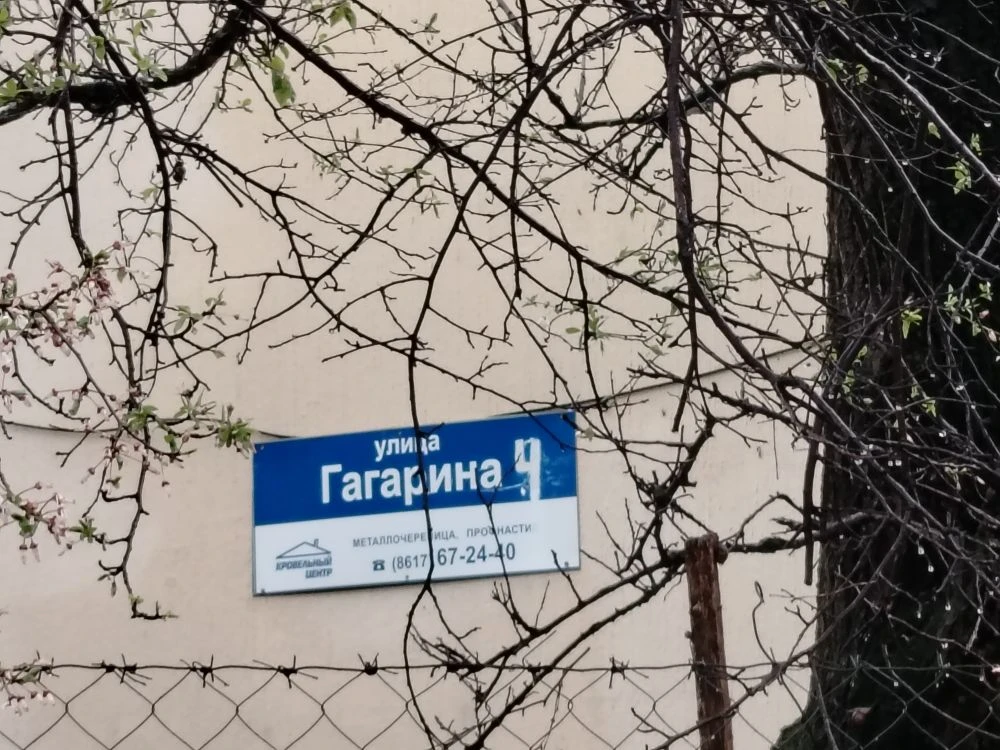 улица
Гагарина 4
МЕТАЛЛОЧЕРЕПИЦА, ПРОФНАСТИЛ
КРОВЕЛЬНЫЙ
ЦЕНТР
☎ (8617) 67-24-40